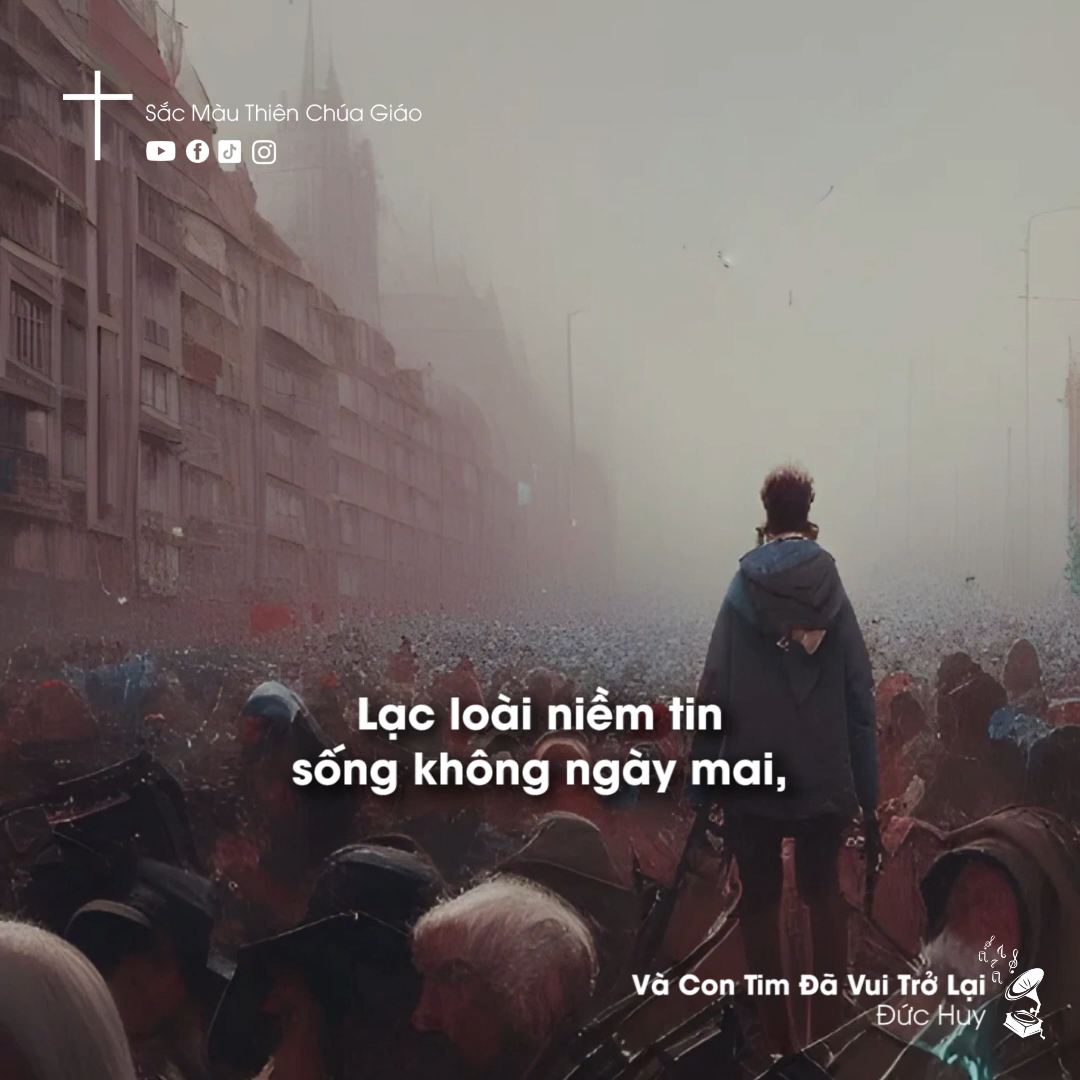 Sắc Màu Thiên Chúa Giáo
Lạc loài niềm tin
sống không ngày mai,
Và Con Tim Đã Vui Trở Lại
Đức Huy